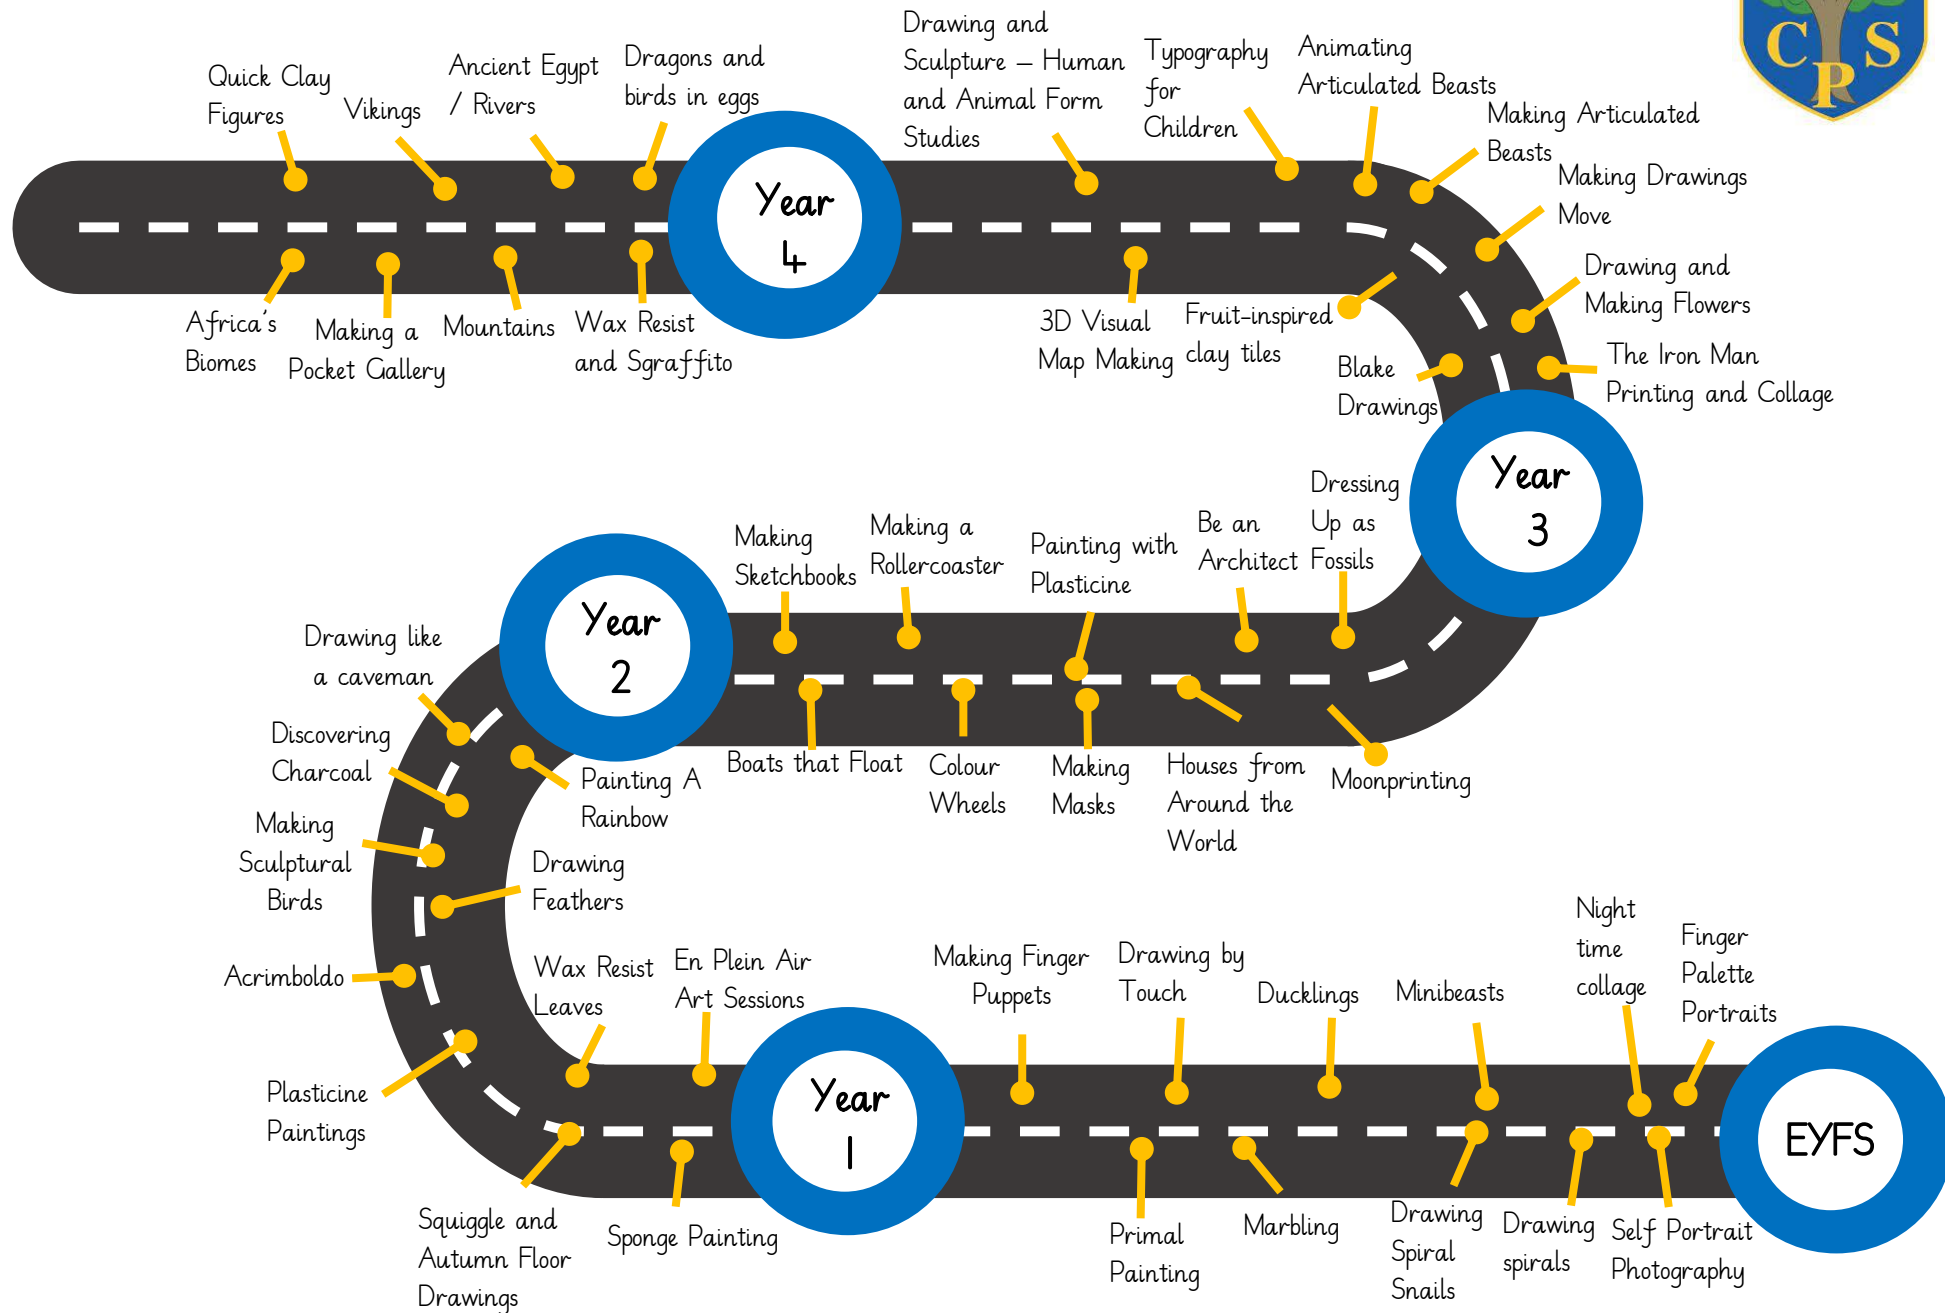 C S
P
Quick Clay
Figures
Vikings
Ancient Egypt
/ Rivers
Dragons and
birds in eggs
Drawing and
Sculpture – Human
and Animal Form
Studies
Typography
for
Children
Animating
Articulated Beasts
Making Articulated
Beasts
Making Drawings
Move
Drawing and
Making Flowers
The Iron Man
Printing and Collage
Year
4
Africa's
Biomes
Making a
Pocket Gallery
Mountains
Wax Resist
and Sgraffito
3D Visual
Map Making
Fruit-inspired
clay tiles
Blake
Drawings
Year
3
Dressing
Up as
Fossils
Be an
Architect
Painting with
Plasticine
Making a
Rollercoaster
Making
Sketchbooks
Year
2
Boats that Float
Colour
Wheels
Making
Masks
Houses from
Around the
World
Moonprinting
Drawing like
a caveman
Discovering
Charcoal
Making
Sculptural
Birds
Painting A
Rainbow
Drawing
Feathers
Acrimboldo
Plasticine
Paintings
Wax Resist
Leaves
En Plein Air
Art Sessions
Squiggle and
Autumn Floor
Drawings
Sponge Painting
Year
1
Making Finger
Puppets
Drawing by
Touch
Ducklings
Minibeasts
Night
time
collage
Finger
Palette
Portraits
EYFS
Primal
Painting
Marbling
Drawing
Spiral
Snails
Drawing
spirals
Self Portrait
Photography